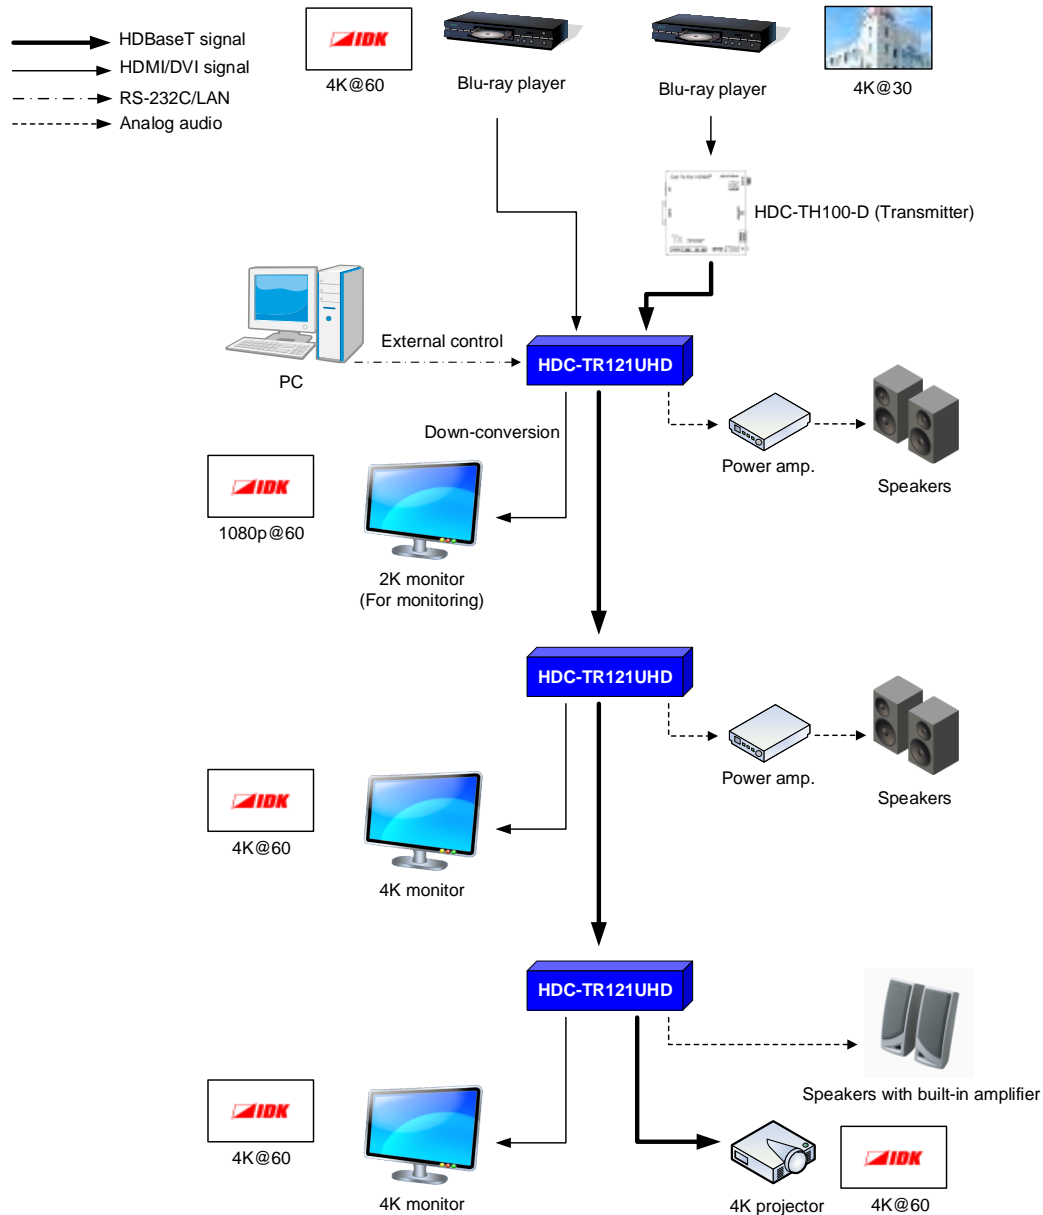 HDBaseT signal
HDMI/DVI signal
RS-232C/LAN
Analog audio
IDK
4K@60
Blu-ray player
Blu-ray player
4K@30
HDC-TH100-D (Transmitter)
PC
External control
HDC-TR121UHD
Down-conversion
Power amp.
Speakers
IDK
1080p@60
2K monitor
(For monitoring)
HDC-TR121UHD
Power amp.
Speakers
IDK
4K@60
4K monitor
HDC-TR121UHD
Speakers with built-in amplifier
IDK
4K@60
4K monitor
4K projector
IDK
4K@60